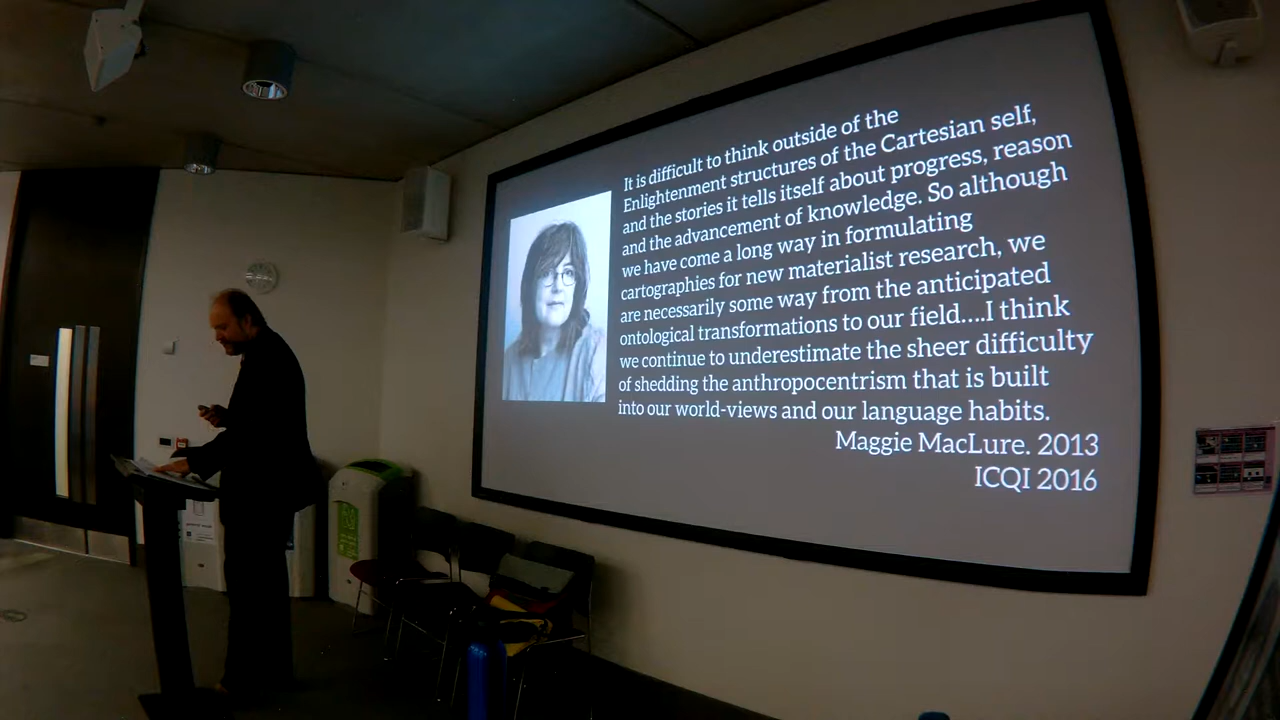 It is difficult to think outside of the
Enlightenment structures of the Cartesian self,
and the stories it tells itself about progress, reason
and the advancement of knowledge. So although
we have come a long way in formulating
cartographies for new materialist research, we
are necessarily some way from the anticipated
ontological transformations to our field....I think
we continue to underestimate the sheer difficulty
of shedding the anthropocentrism that is built
into our world-views and our language habits.
Maggie MacLure. 2013
ICQI 2016